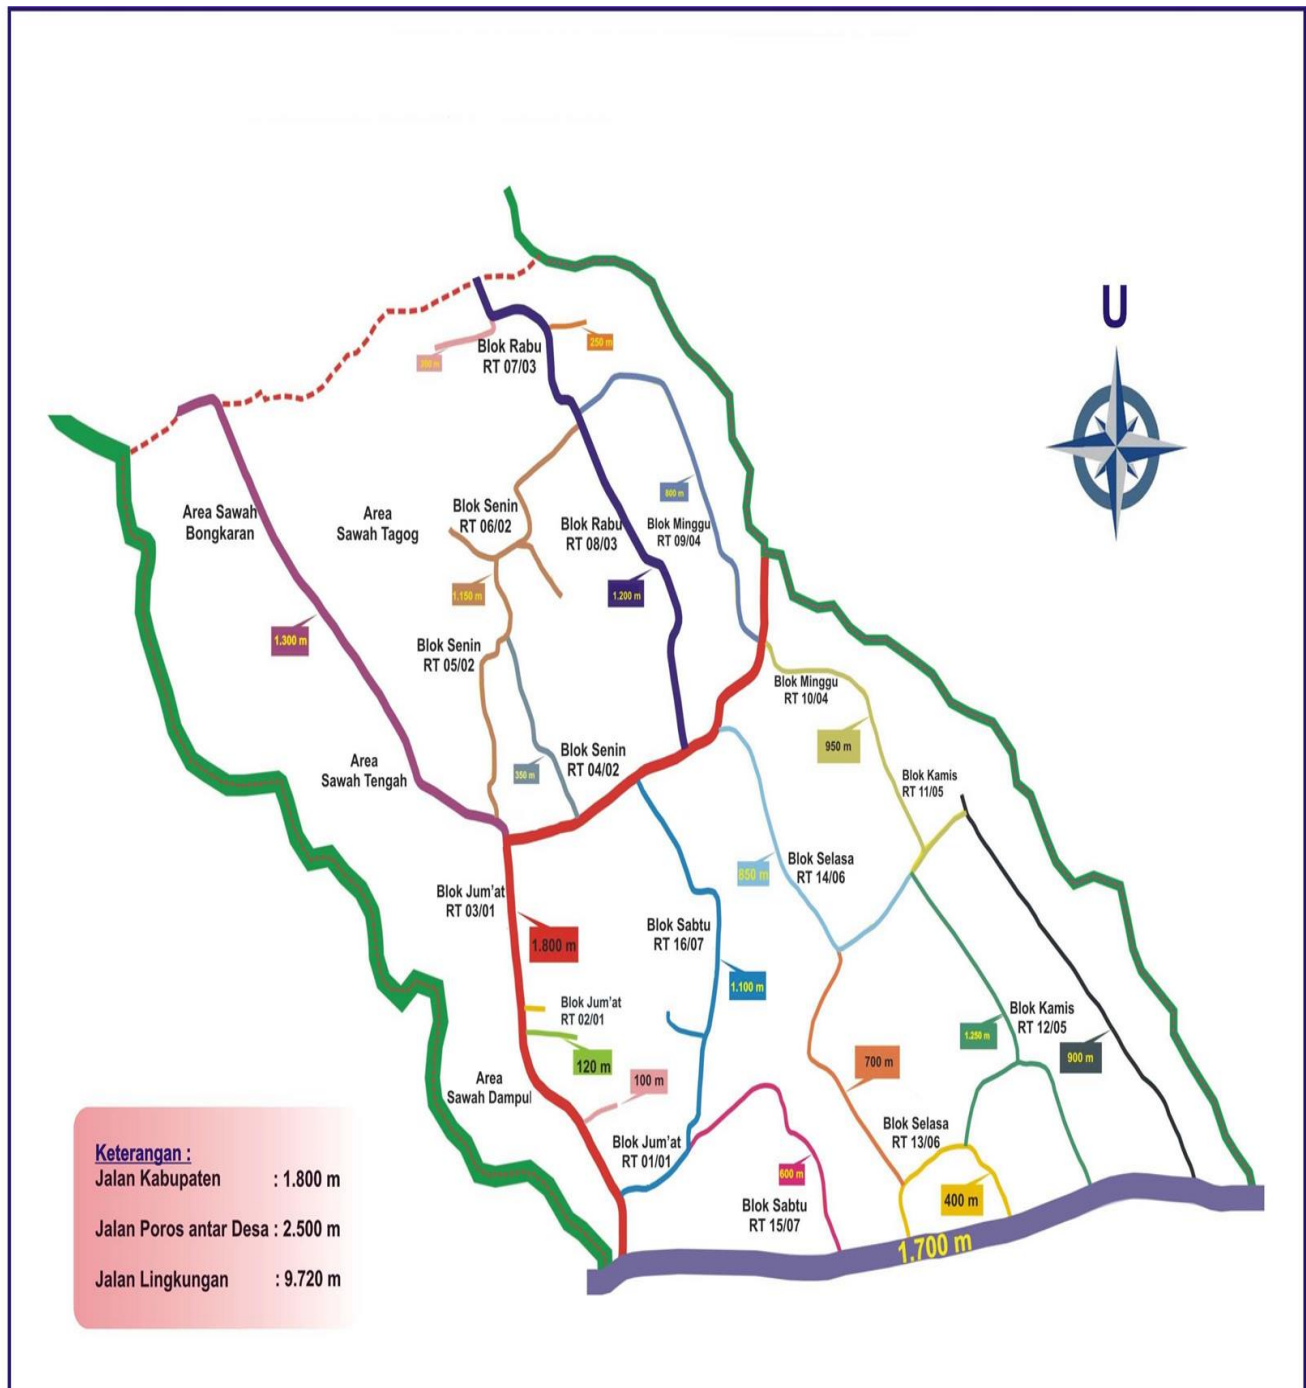 U
Blok Rabu
RT 07/03
250 m
Area Sawah
Bongkaran
Area
Sawah Tagog
Blok Senin
RT 06/02
Blok Rabu
RT 08/03
800 m
Blok Minggu
RT 09/04
1.150 m
1.200 m
1.300 m
Blok Senin
RT 05/02
Blok Minggu
RT 10/04
950 m
Area
Sawah Tengah
350 m
Blok Senin
RT 04/02
Blok Kamis
RT 11/05
850 m
Blok Selasa
RT 14/06
Blok Jum'at
RT 03/01
1.800 m
Blok Sabtu
RT 16/07
1.100 m
Blok Jum'at
RT 02/01
Blok Kamis
RT 12/05
1.250 m
900 m
120 m
700 m
Area
Sawah Dampul
100 m
Blok Jum'at
RT 01/01
Blok Selasa
RT 13/06
600 m
400 m
Blok Sabtu
RT 15/07
1.700 m
Keterangan :
Jalan Kabupaten : 1.800 m
Jalan Poros antar Desa : 2.500 m
Jalan Lingkungan : 9.720 m